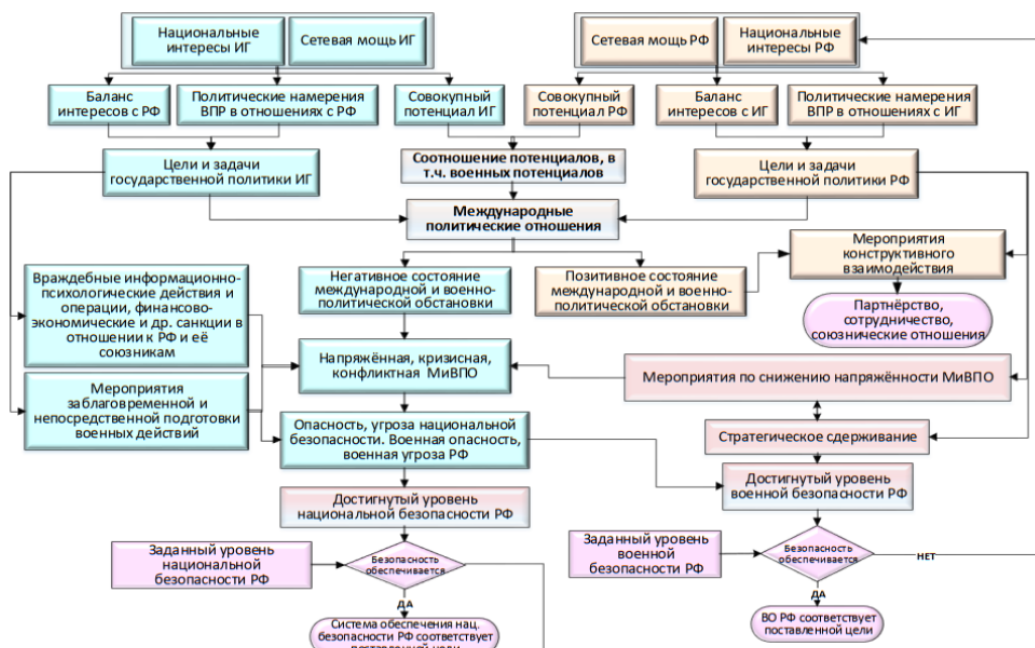 Национальные
интересы ИГ
Сетевая мощь ИГ
Сетевая мощь РФ
Национальные
интересы РФ
Баланс
интересов с РФ
Политические намерения
ВПР в отношениях с РФ
Совокупный
потенциал ИГ
Совокупный
потенциал РФ
Баланс
интересов с ИГ
Политические намерения
ВПР в отношениях с ИГ
Цели и задачи
государственной политики ИГ
Соотношение потенциалов, в
т.ч. военных потенциалов
Цели и задачи
государственной политики РФ
Международные
политические отношения
Враждебные информационно-
психологические действия и
операции, финансово-
экономические и др. санкции в
отношении к РФ и её
союзникам
Негативное состояние
международной и военно-
политической обстановки
Позитивное состояние
международной и военно-
политической обстановки
Мероприятия
конструктивного
взаимодействия
Партнёрство,
сотрудничество,
союзнические отношения
Напряжённая, кризисная,
конфликтная МиВПО
Мероприятия по снижению напряжённости МиВПО
Мероприятия
заблаговременной и
непосредственной подготовки
военных действий
Опасность, угроза национальной
безопасности. Военная опасность,
военная угроза РФ
Стратегическое сдерживание
Достигнутый уровень
национальной безопасности РФ
Достигнутый уровень
военной безопасности РФ
Заданный уровень
национальной
безопасности РФ
Безопасность
обеспечивается
Заданный уровень
военной
безопасности РФ
Безопасность
обеспечивается
НЕТ
ДА
ДА
Система обеспечения нац.
безопасности РФ соответствует
ВО РФ соответствует
поставленной цели